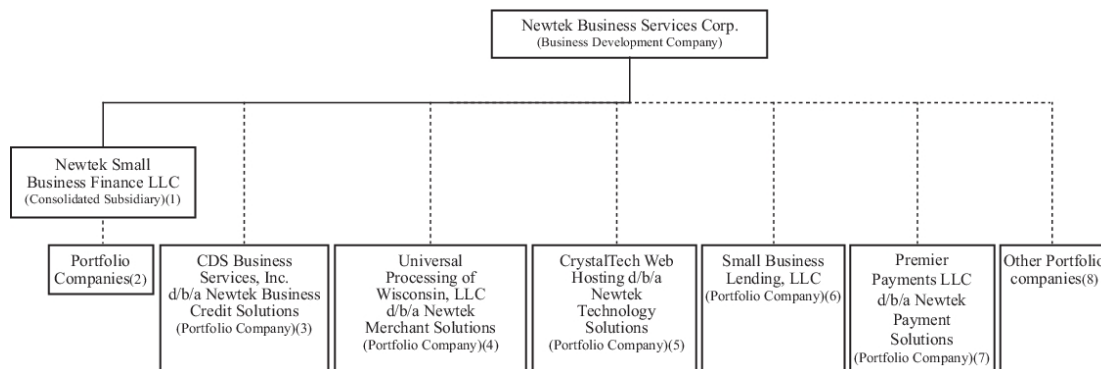 Newtek Business Services Corp.
(Business Development Company)
Newtek Small
Business Finance LLC
(Consolidated Subsidiary)(1)
Portfolio
Companies(2)
CDS Business
Services, Inc.
d/b/a Newtek Business
Credit Solutions
(Portfolio Company)(3)
Universal
Processing of
Wisconsin, LLC
d/b/a Newtek
Merchant Solutions
(Portfolio Company)(4)
CrystalTech Web
Hosting d/b/a
Newtek
Technology
Solutions
(Portfolio Company)(5)
Small Business
Lending, LLC
(Portfolio Company)(6)
Premier
Payments LLC
d/b/a Newtek
Payment
Solutions
(Portfolio Company)(7)
Other Portfolio
companies(8)